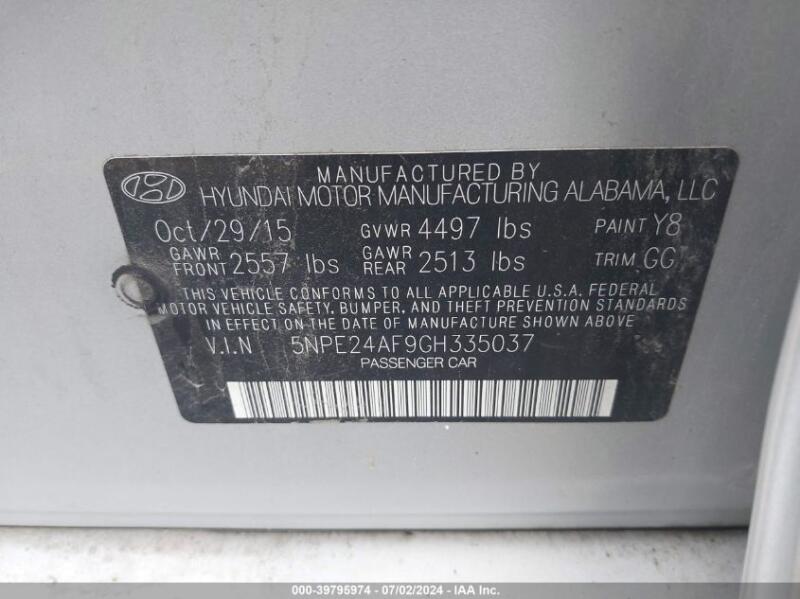 MANUFACTURED BY
HYUNDAI MOTOR MANUFACTURING ALABAMA, LLC
Oct/29/15 GVWR 4497 lbs PAINT Y8
GAWR FRONT 2557 lbs GAWR REAR 2513 lbs TRIM GG
THIS VEHICLE CONFORMS TO ALL APPLICABLE U.S.A. FEDERAL
MOTOR VEHICLE SAFETY, BUMPER, AND THEFT PREVENTION STANDARDS
IN EFFECT ON THE DATE OF MANUFACTURE SHOWN ABOVE.
V.I.N 5NPE24AF9GH335037
PASSENGER CAR
000-39795974 - 07/02/2024 - IAA Inc.